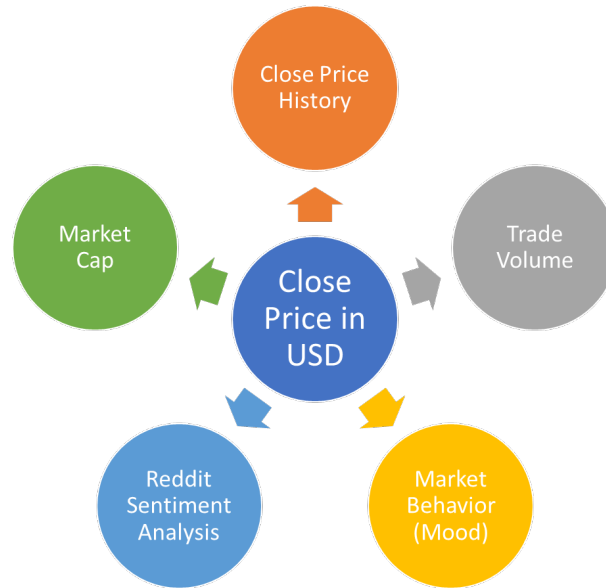 Close Price
History
Market
Cap
Trade
Volume
Close
Price in
USD
Reddit
Sentiment
Analysis
Market
Behavior
(Mood)